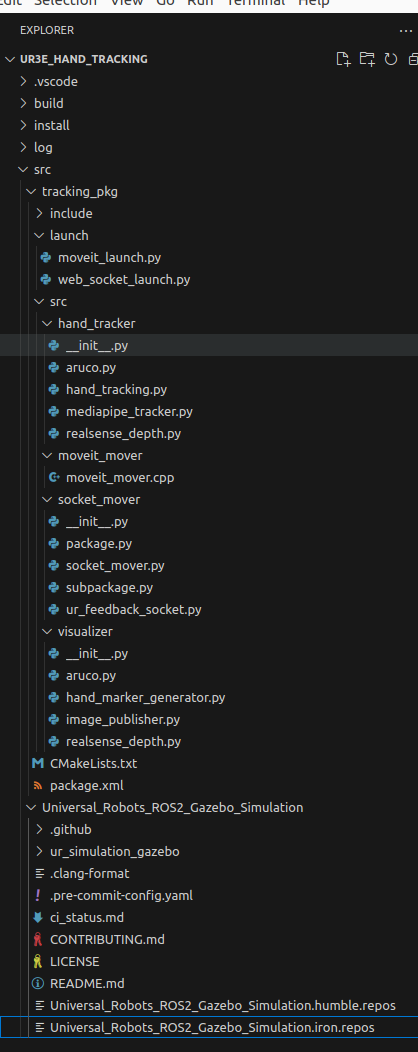 Edit Selection View Go Run Terminal Help
EXPLORER
UR3E_HAND_TRACKING
.vscode
build
install
log
src
tracking_pkg
include
launch
moveit_launch.py
web_socket_launch.py
src
hand_tracker
__init__.py
aruco.py
hand_tracking.py
mediapipe_tracker.py
realsense_depth.py
moveit_mover
moveit_mover.cpp
socket_mover
__init__.py
package.py
socket_mover.py
subpackage.py
ur_feedback_socket.py
visualizer
__init__.py
aruco.py
hand_marker_generator.py
image_publisher.py
realsense_depth.py
CMakeLists.txt
package.xml
Universal_Robots_ROS2_Gazebo_Simulation
.github
ur_simulation_gazebo
.clang-format
.pre-commit-config.yaml
ci_status.md
CONTRIBUTING.md
LICENSE
README.md
Universal_Robots_ROS2_Gazebo_Simulation.humble.repos
Universal_Robots_ROS2_Gazebo_Simulation.iron.repos